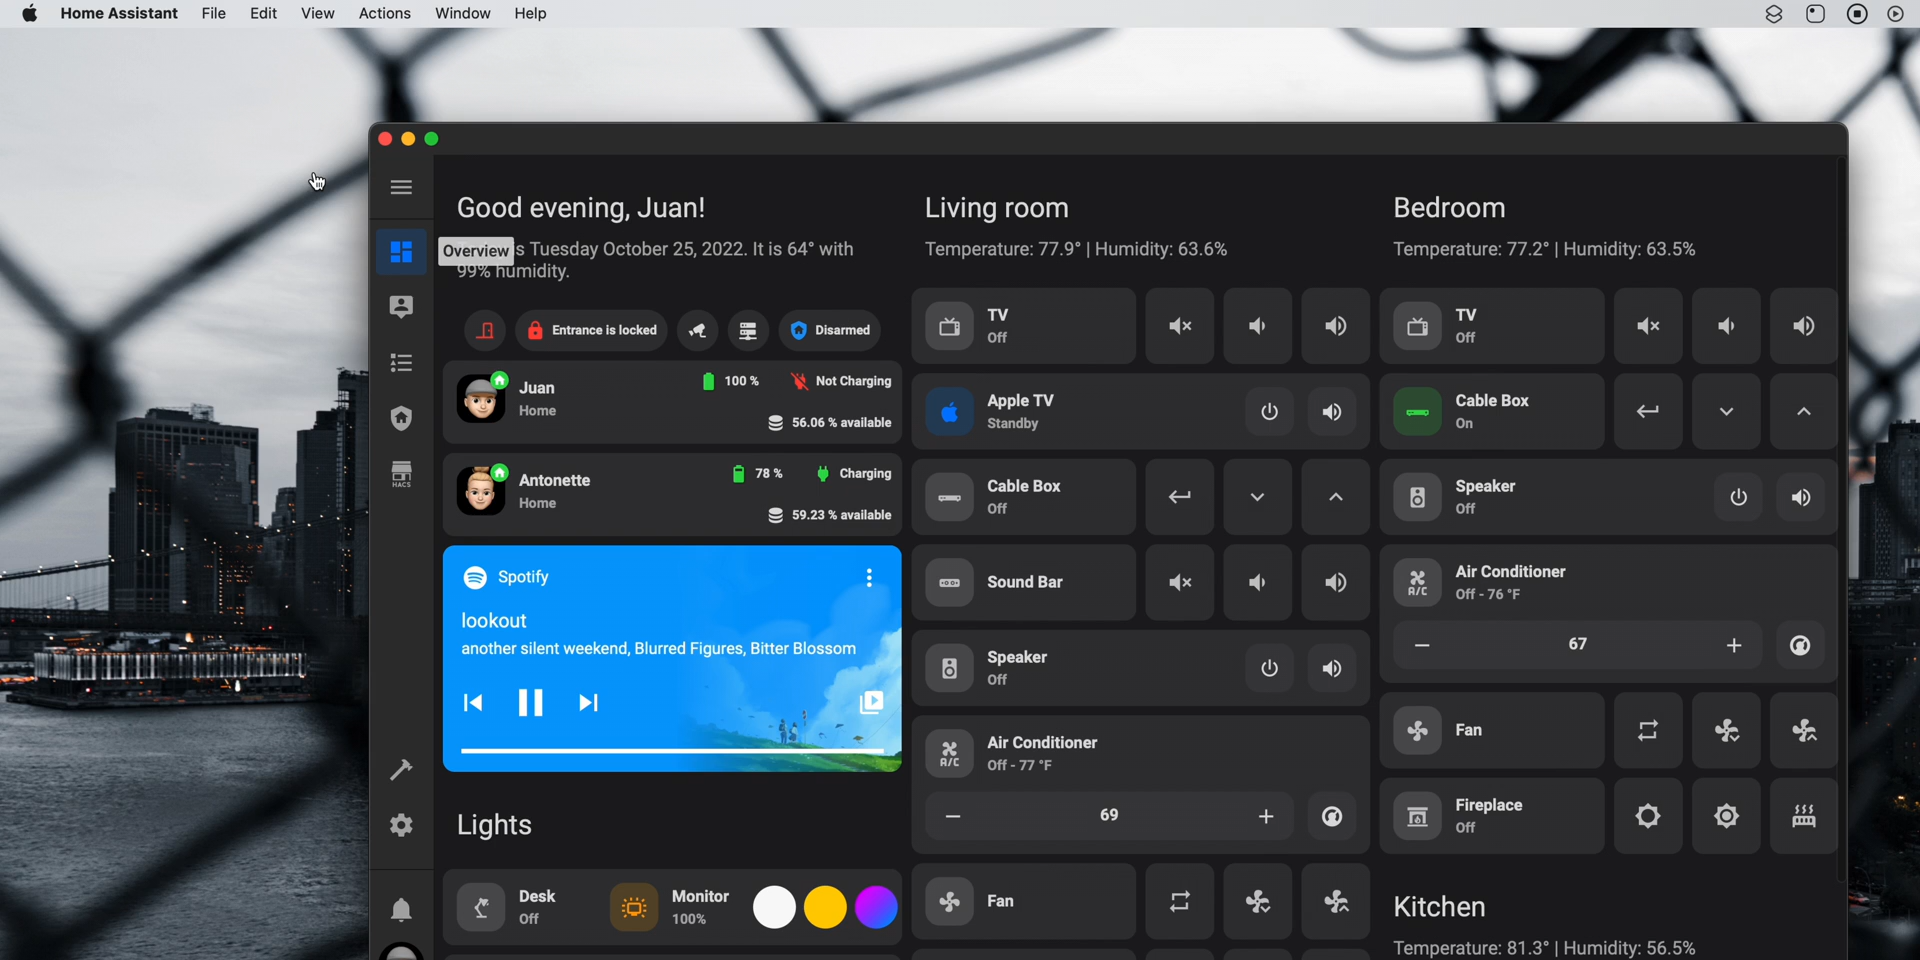 Home Assistant File Edit View Actions Window Help
Good evening, Juan!
Overview
s Tuesday October 25, 2022. It is 64° with
99% humidity.
Entrance is locked
Disarmed
Juan
Home
100 %
Not Charging
56.06 % available
Antonette
Home
78 %
Charging
59.23 % available
Spotify
lookout
another silent weekend, Blurred Figures, Bitter Blossom
Lights
Desk
Off
Monitor
100%
HACS
Living room
Temperature: 77.9° | Humidity: 63.6%
TV
Off
Apple TV
Standby
Cable Box
Off
Sound Bar
Speaker
Off
A/C
Air Conditioner
Off - 77 °F
69
Fan
Bedroom
Temperature: 77.2° | Humidity: 63.5%
TV
Off
Cable Box
On
Speaker
Off
A/C
Air Conditioner
Off - 76 °F
67
Fan
Fireplace
Off
Kitchen
Temperature: 81.3° | Humidity: 56.5%